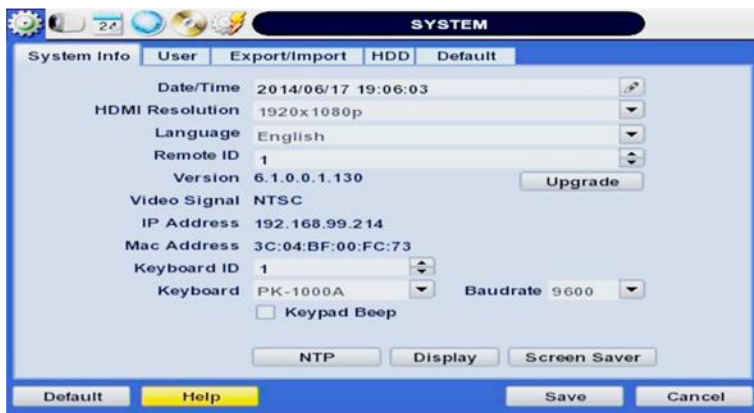 24 SYSTEM
System Info User Export/Import HDD Default
Date/Time 2014/06/17 19:06:03
HDMI Resolution 1920x1080p
Language English
Remote ID 1
Version 6.1.0.0.1.130 Upgrade
Video Signal NTSC
IP Address 192.168.99.214
Mac Address 3C:04:BF:00:FC:73
Keyboard ID 1
Keyboard PK-1000A Baudrate 9600
Keypad Beep
NTP Display Screen Saver
Default Help Save Cancel